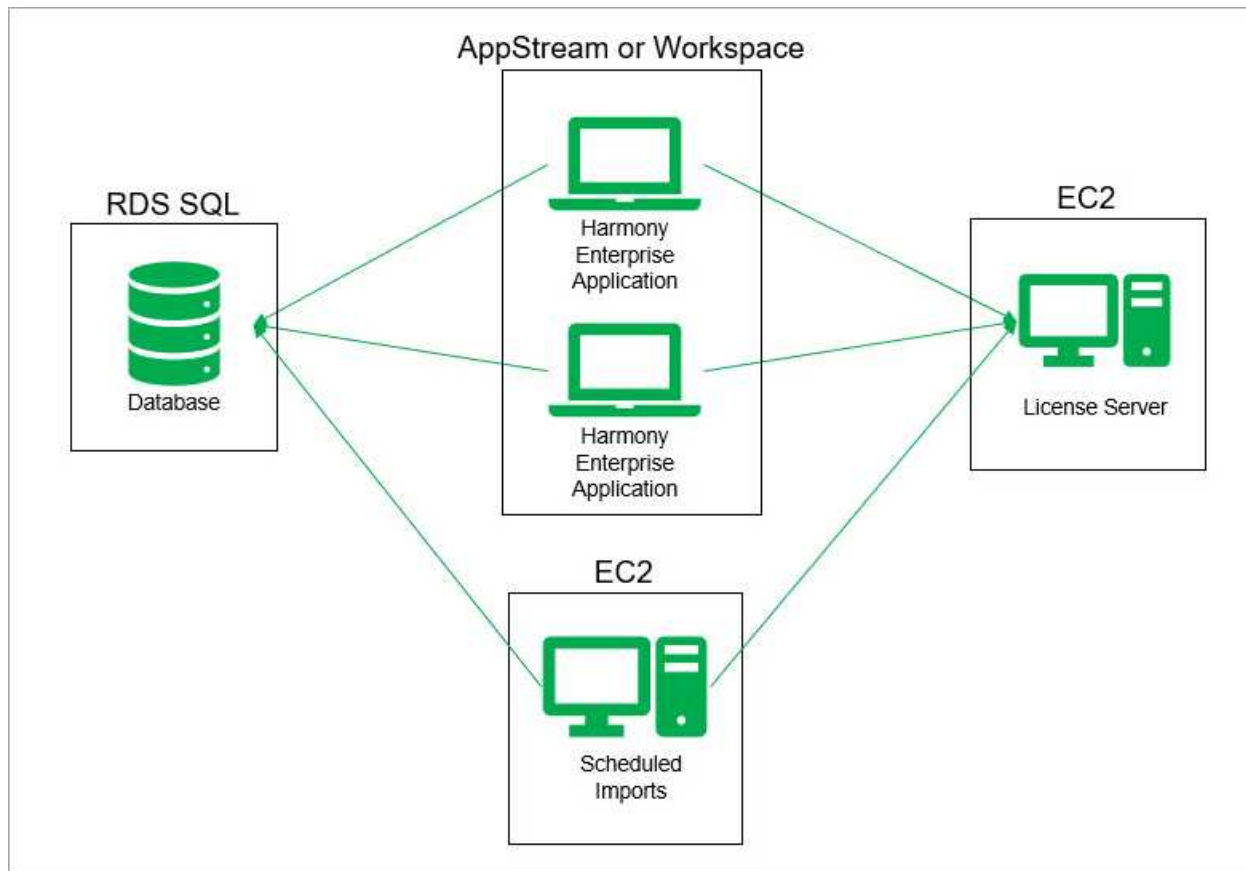 AppStream or Workspace
Harmony
Enterprise
Application
RDS SQL
Database
Harmony
Enterprise
Application
EC2
License Server
EC2
Scheduled
Imports